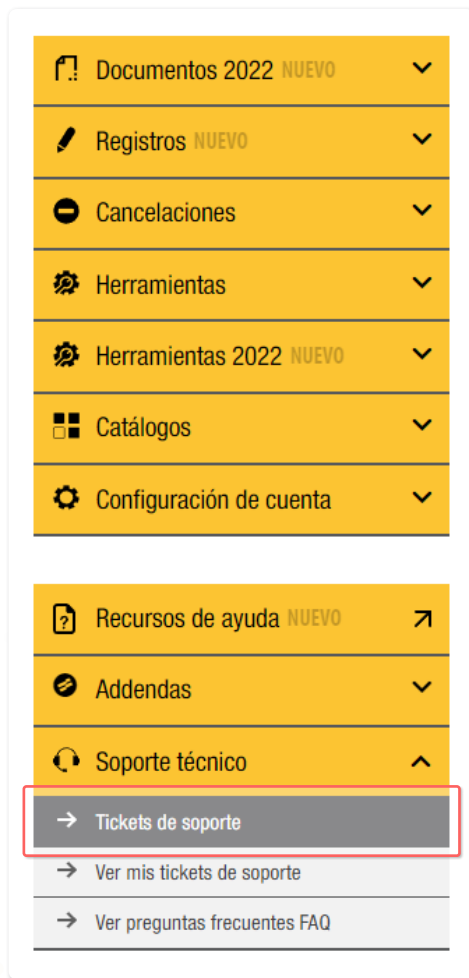 Documentos 2022 NUEVO
Registros NUEVO
Cancelaciones
Herramientas
Herramientas 2022 NUEVO
Catálogos
Configuración de cuenta
Recursos de ayuda NUEVO
Addendas
Soporte técnico
Tickets de soporte
Ver mis tickets de soporte
Ver preguntas frecuentes FAQ